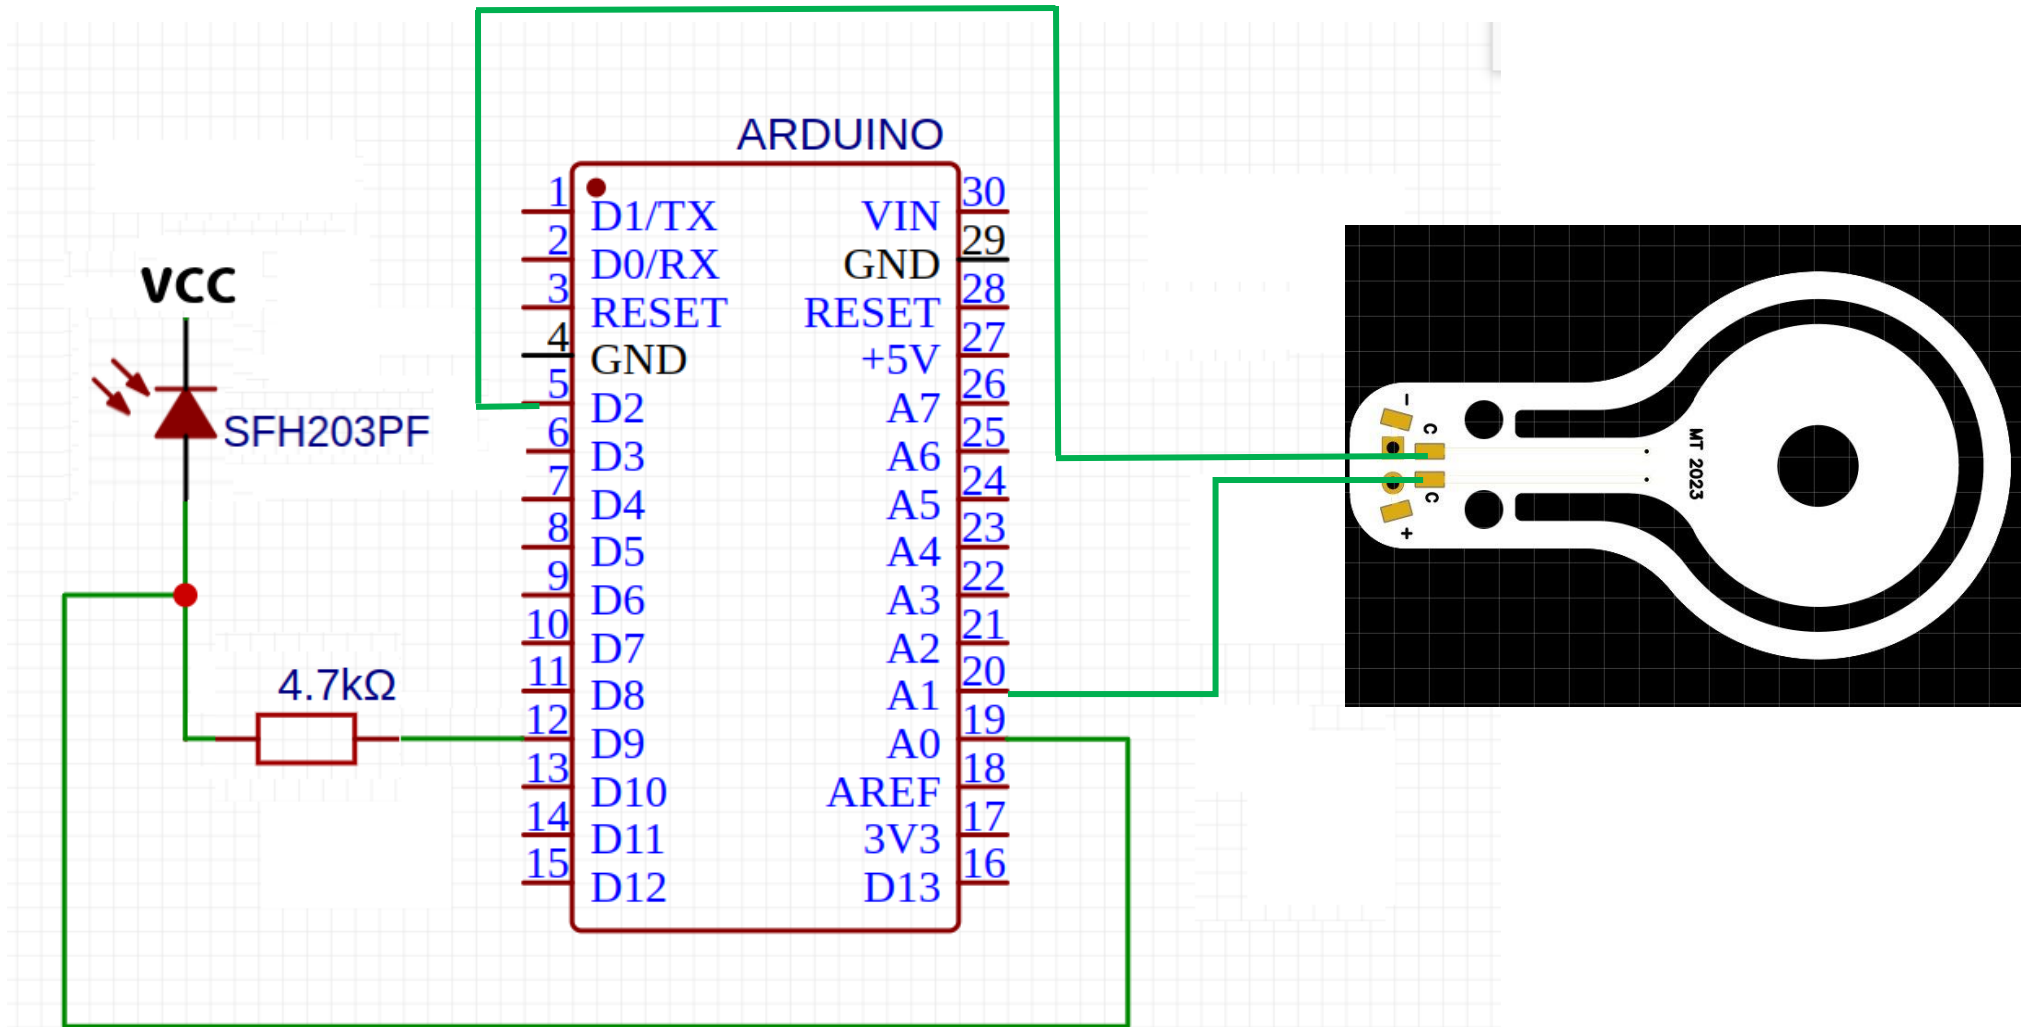 ARDUINO
1 D1/TX VIN 30
2 D0/RX GND 29
3 RESET RESET 28
4 GND +5V 27
5 D2 A7 26
6 D3 A6 25
7 D4 A5 24
8 D5 A4 23
9 D6 A3 22
10 D7 A2 21
11 D8 A1 20
12 D9 A0 19
13 D10 AREF 18
14 D11 3V3 17
15 D12 D13 16
VCC
SFH203PF
4.7kΩ
-
C
C
+
MT 2023